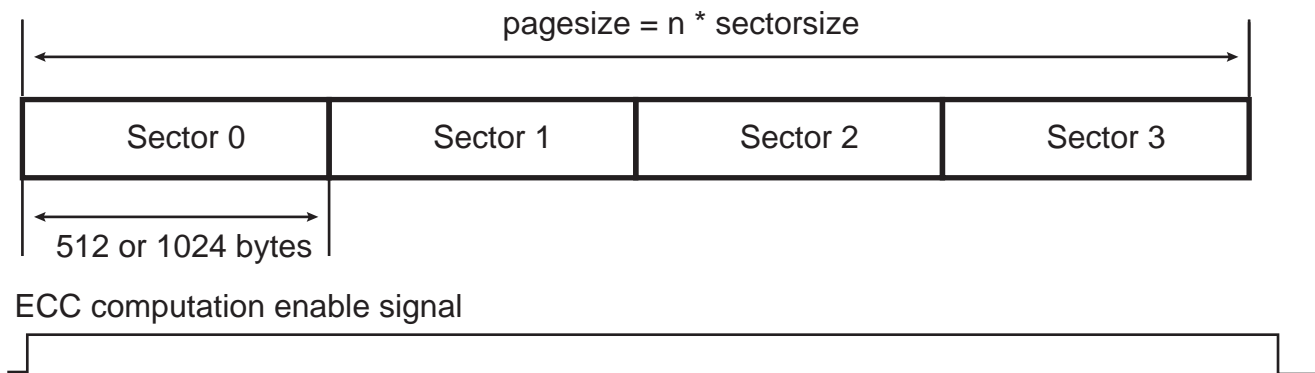 pagesize = n * sectorsize
Sector 0 Sector 1 Sector 2 Sector 3
512 or 1024 bytes
ECC computation enable signal